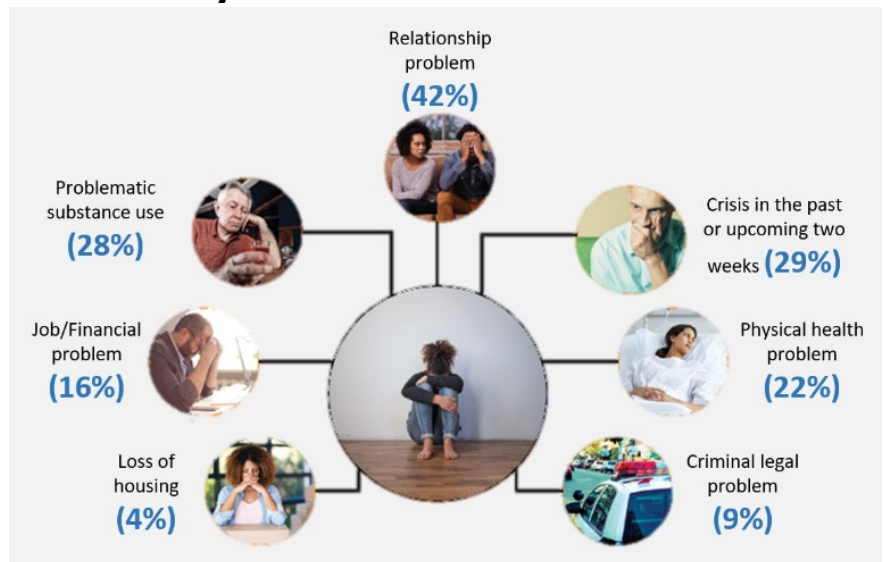 Relationship
problem
(42%)
Problematic
substance use
(28%)
Crisis in the past
or upcoming two
weeks (29%)
Job/Financial
problem
(16%)
Physical health
problem
(22%)
Loss of
housing
(4%)
Criminal legal
problem
(9%)